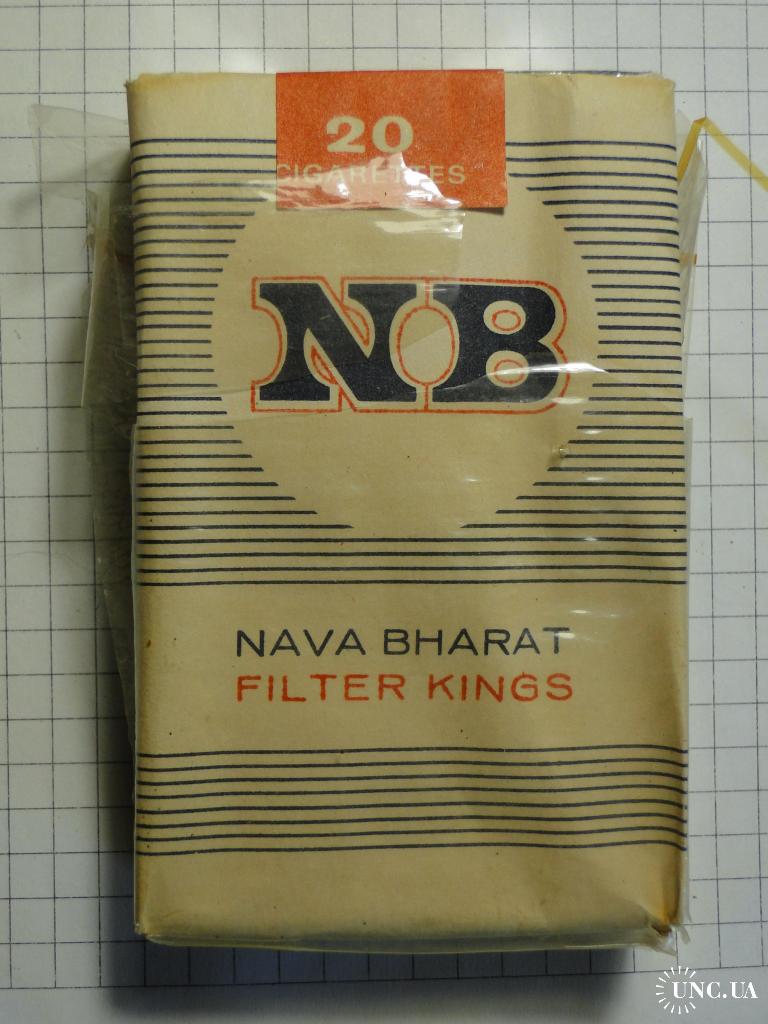 20
CIGARETTES
NB
NAVA BHARAT
FILTER KINGS
UNC.UA